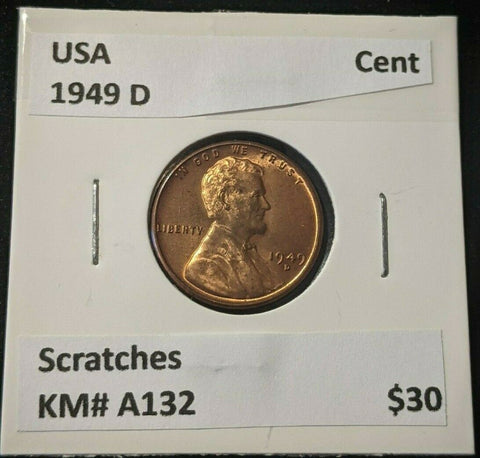 USA Cent
1949 D
IN GOD WE TRUST
LIBERTY
1949
D
Scratches
KM# A132 $30